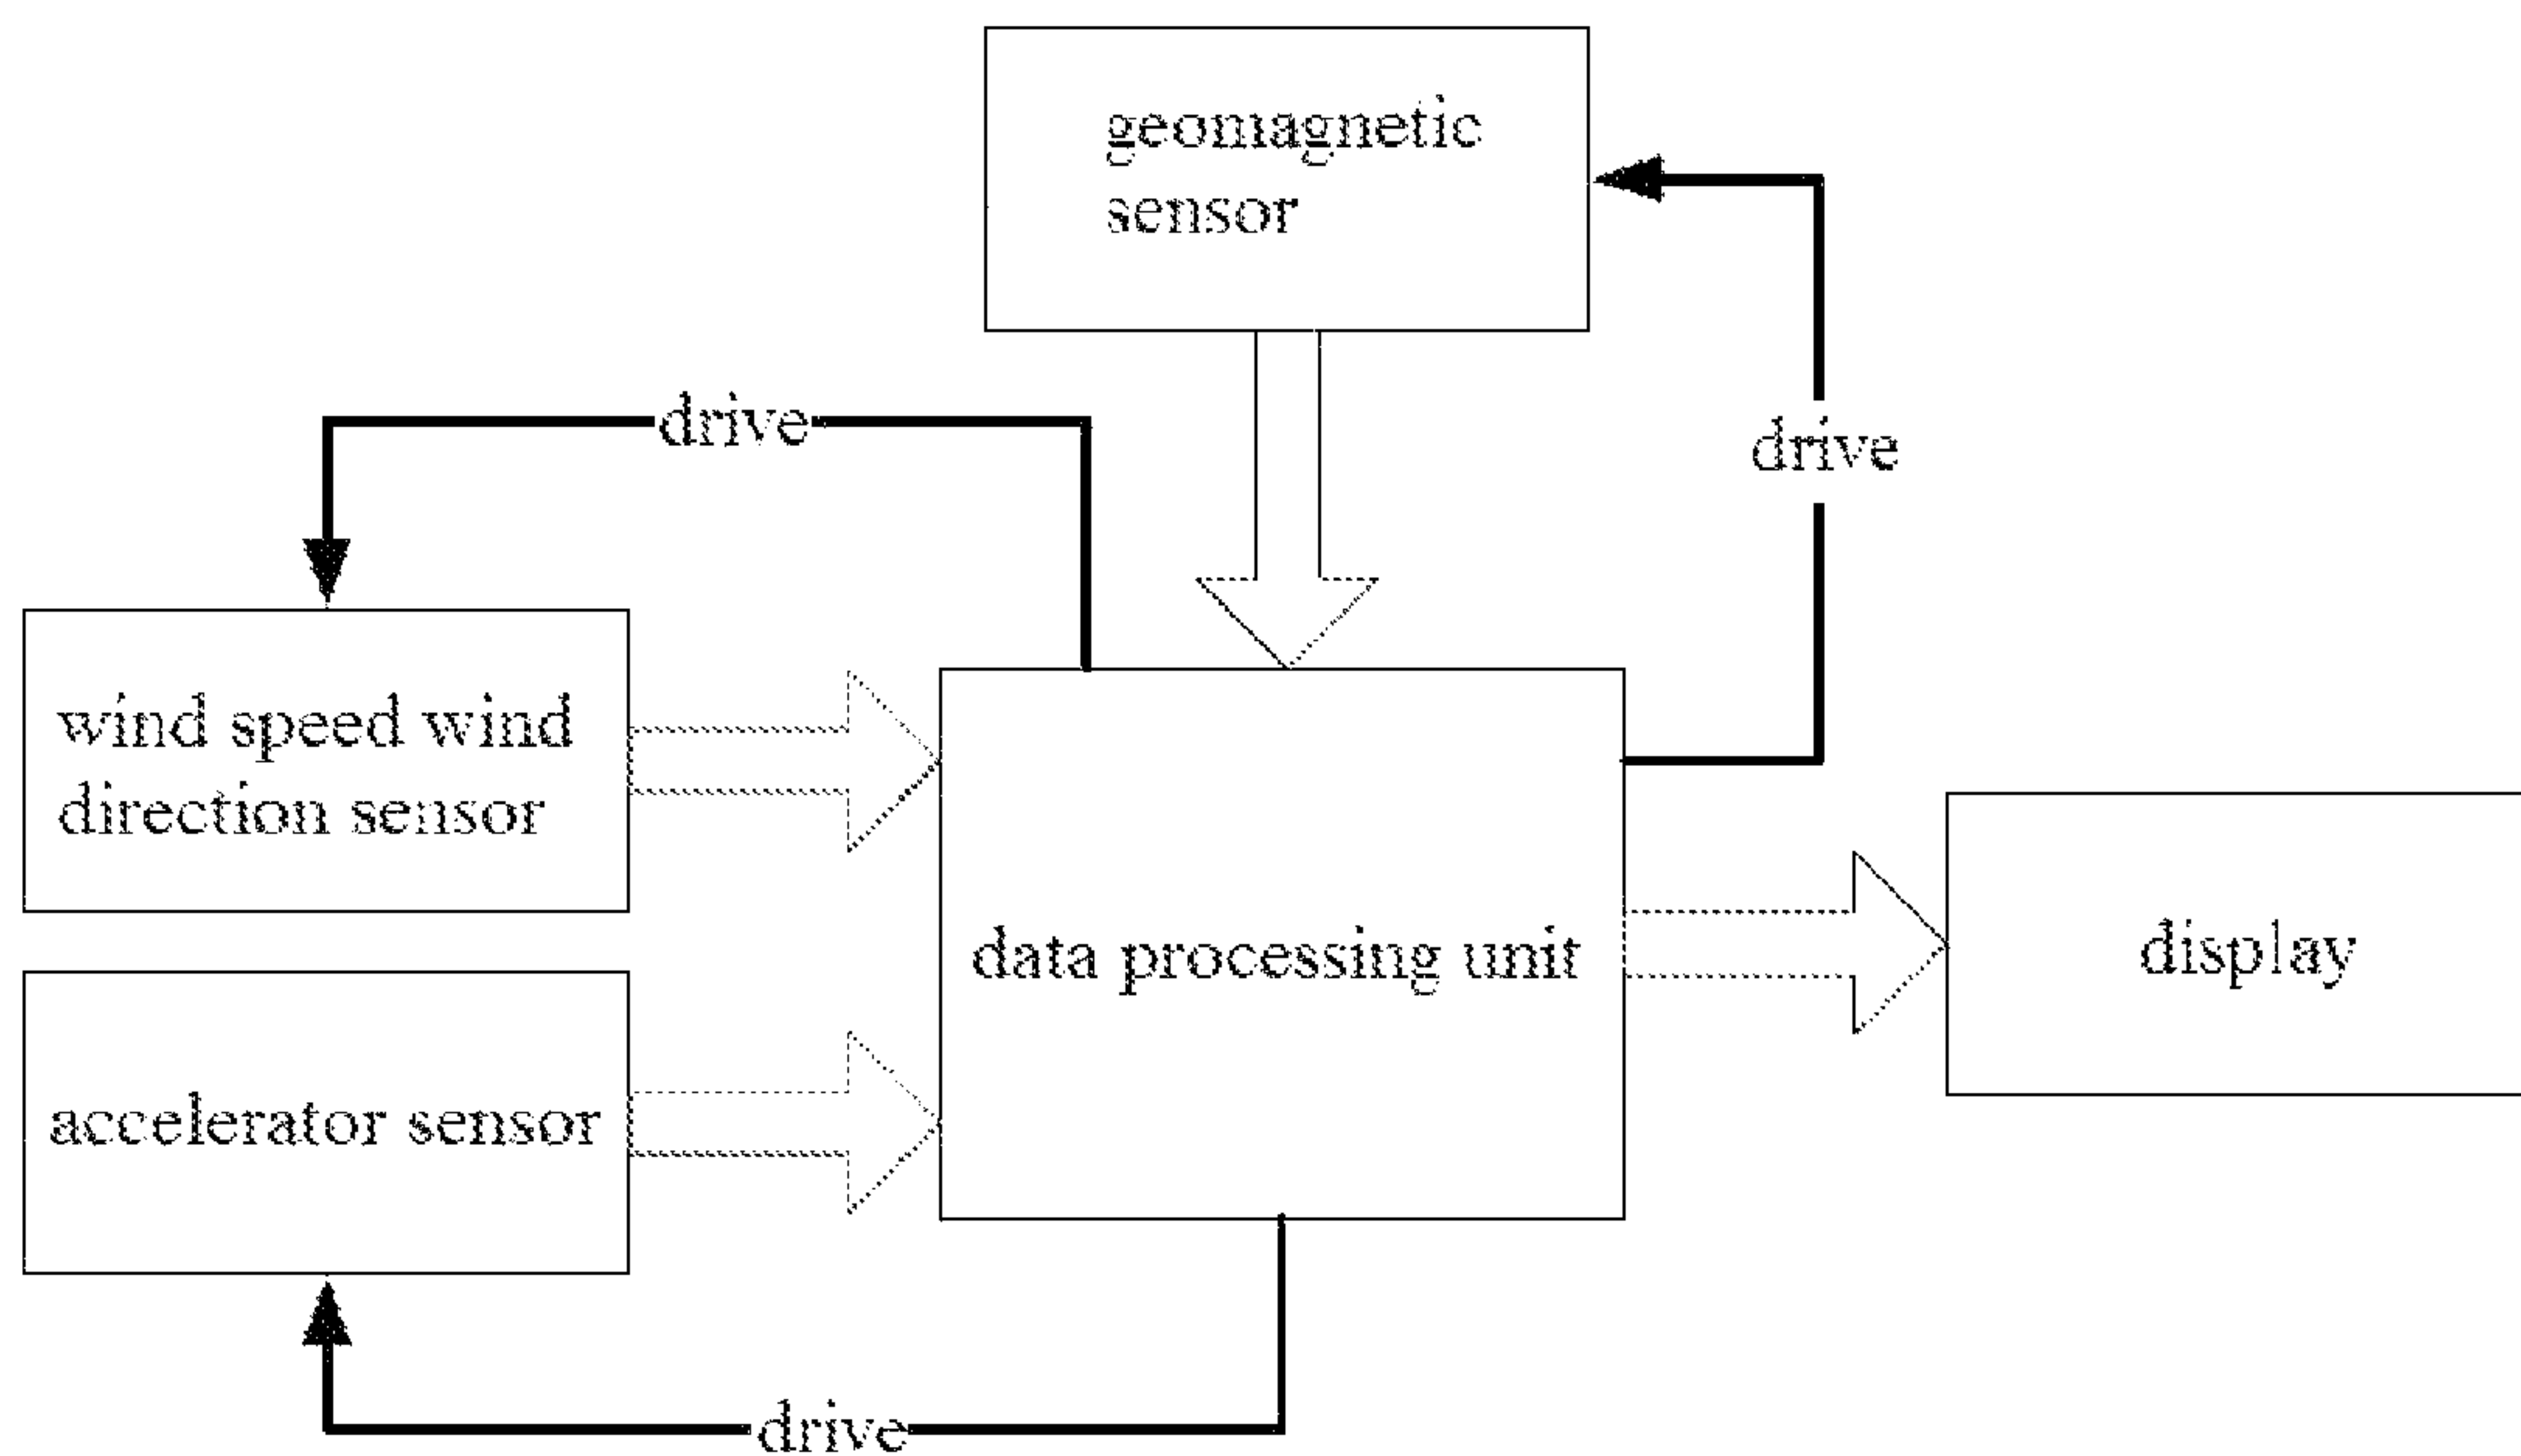 geomagnetic
sensor
drive
drive
wind speed wind
direction sensor
data processing unit
display
accelerator sensor
drive